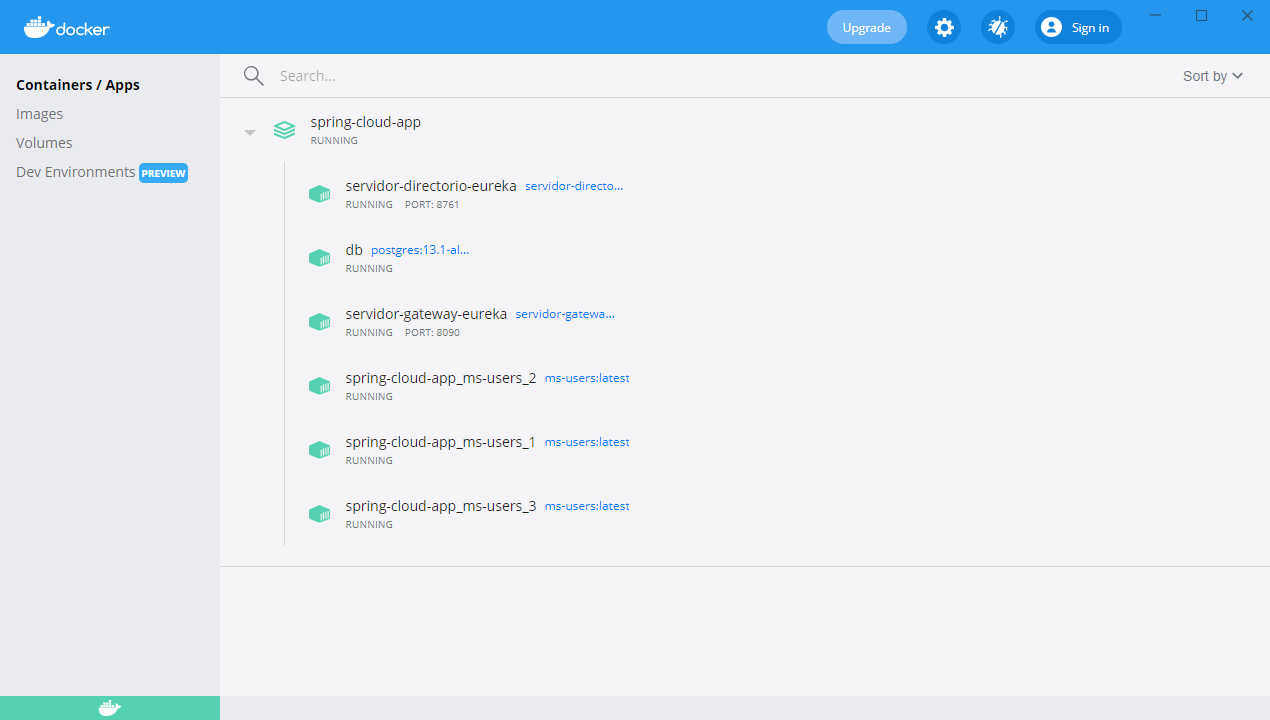 docker
Upgrade
Sign in
Containers / Apps
Images
Volumes
Dev Environments PREVIEW
Search...
Sort by
spring-cloud-app
RUNNING
servidor-directorio-eureka servidor-directo...
RUNNING PORT: 8761
db postgres:13.1-al...
RUNNING
servidor-gateway-eureka servidor-gatewa...
RUNNING PORT: 8090
spring-cloud-app_ms-users_2 ms-users:latest
RUNNING
spring-cloud-app_ms-users_1 ms-users:latest
RUNNING
spring-cloud-app_ms-users_3 ms-users:latest
RUNNING